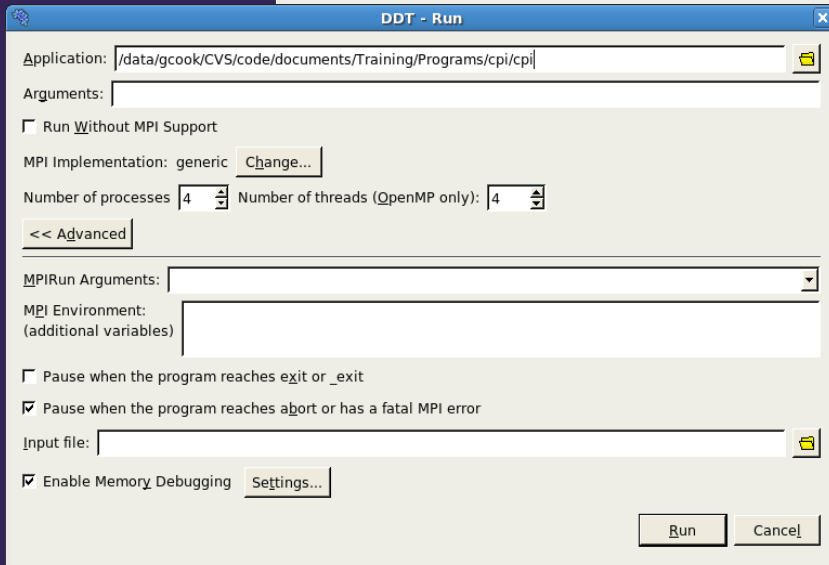 DDT - Run
Application: /data/gcook/CVS/code/documents/Training/Programs/cpi/cpi
Arguments:
Run Without MPI Support
MPI Implementation: generic Change...
Number of processes 4 Number of threads (OpenMP only): 4
<< Advanced
MPIRun Arguments:
MPI Environment:
(additional variables)
Pause when the program reaches exit or _exit
Pause when the program reaches abort or has a fatal MPI error
Input file:
Enable Memory Debugging Settings...
Run Cancel